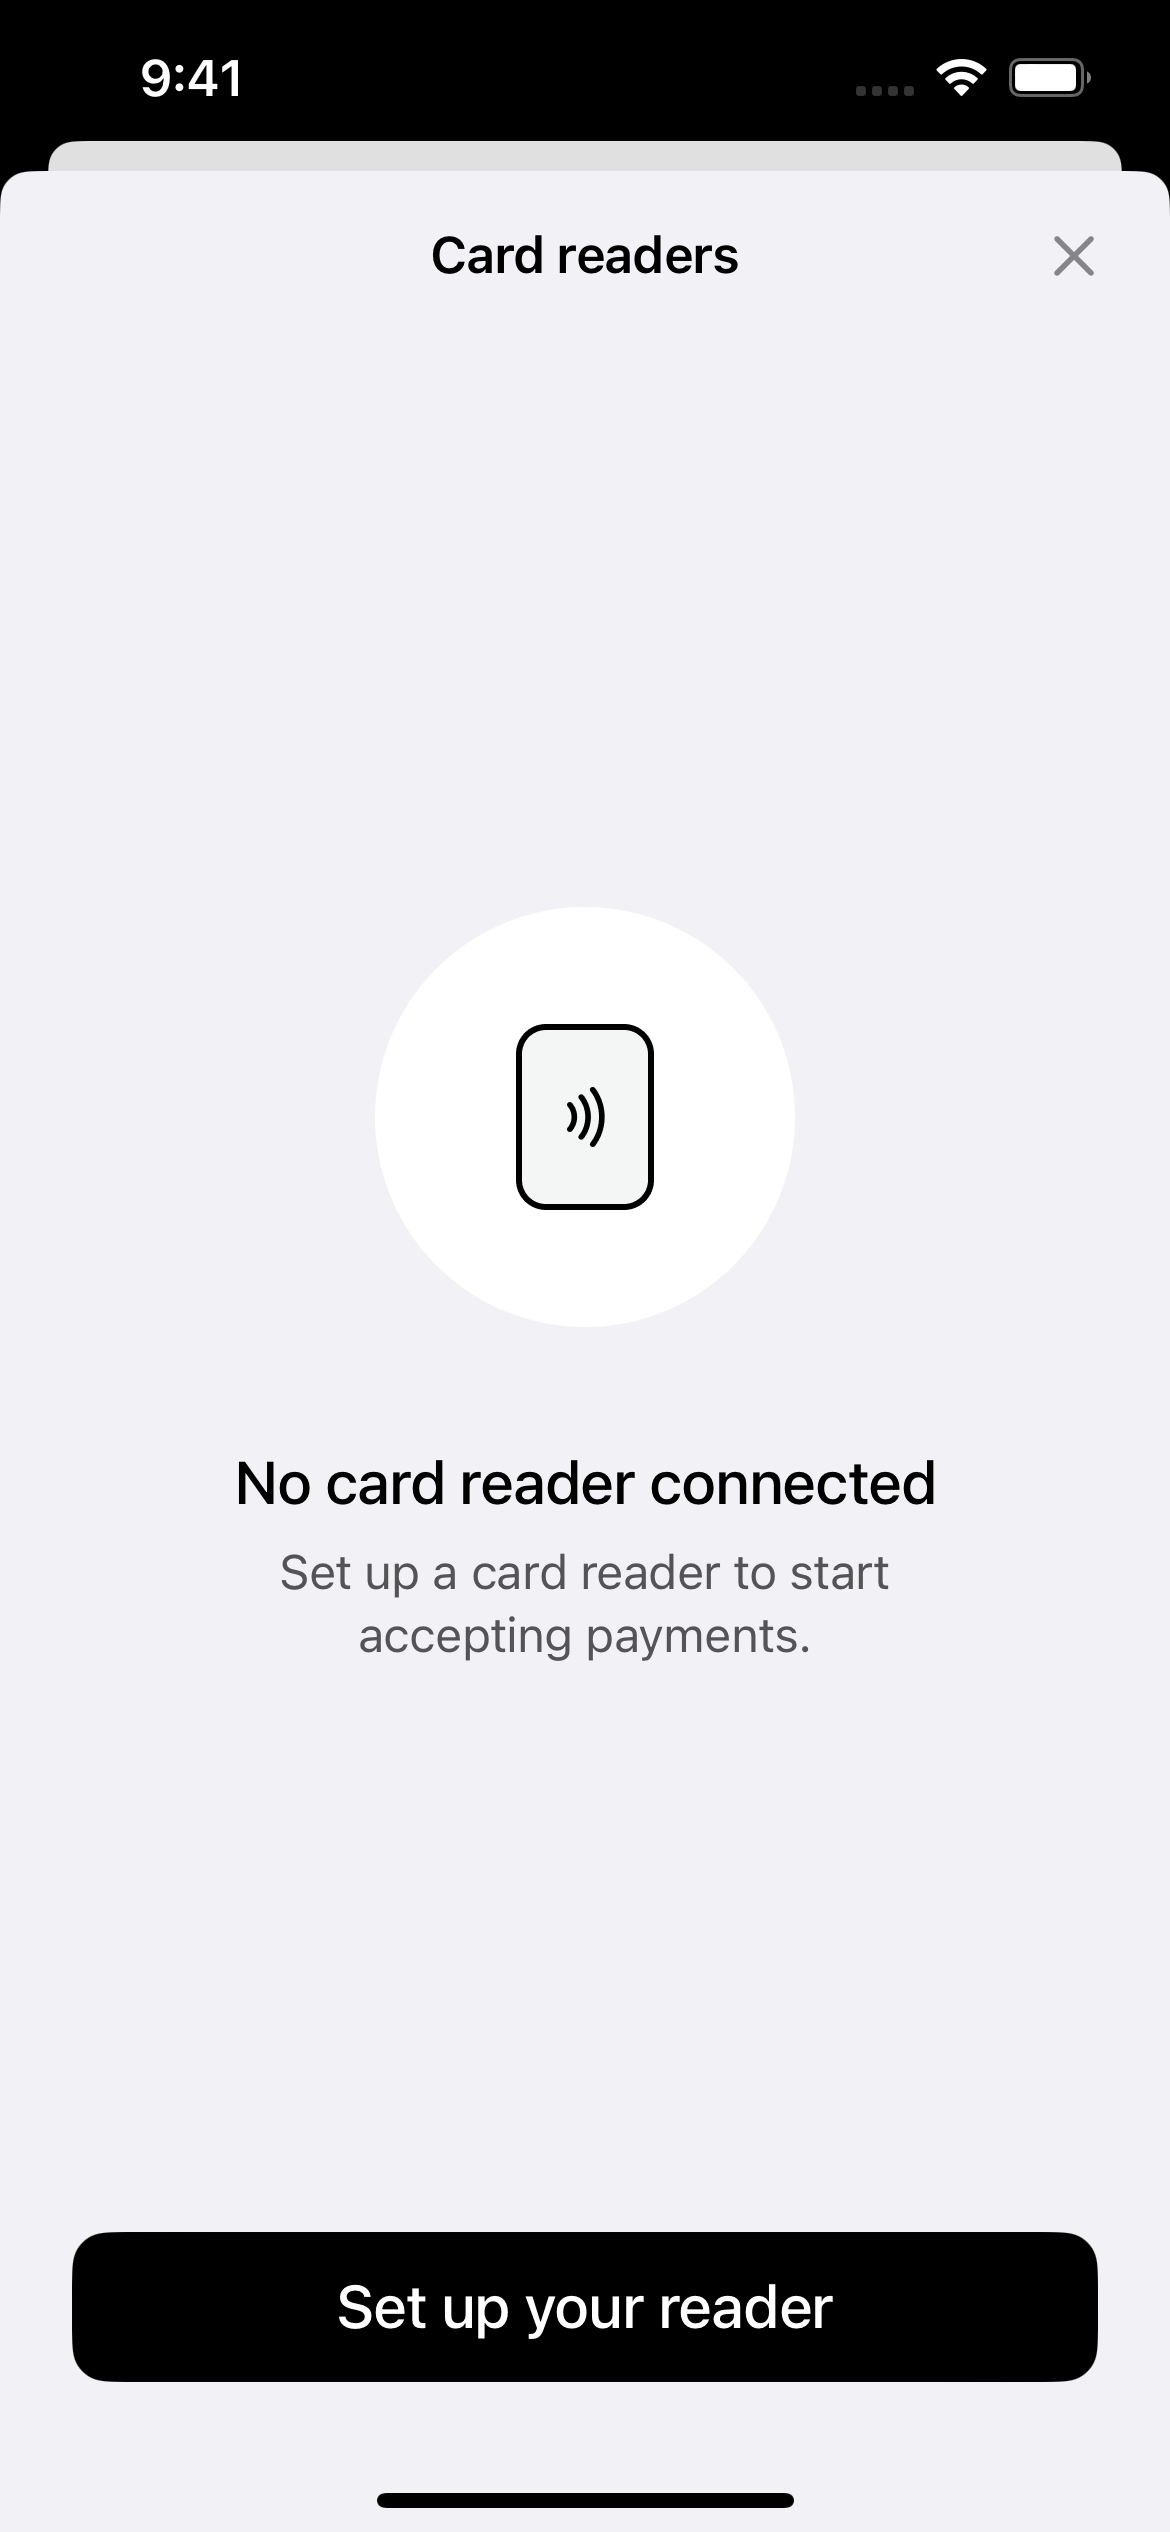 9:41
Card readers
No card reader connected
Set up a card reader to start
accepting payments.
Set up your reader